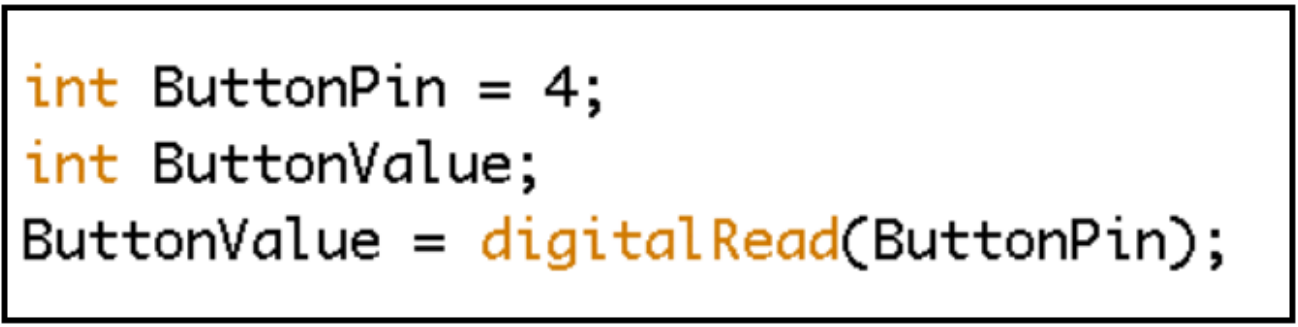 int ButtonPin = 4;
int ButtonValue;
ButtonValue = digitalRead(ButtonPin);